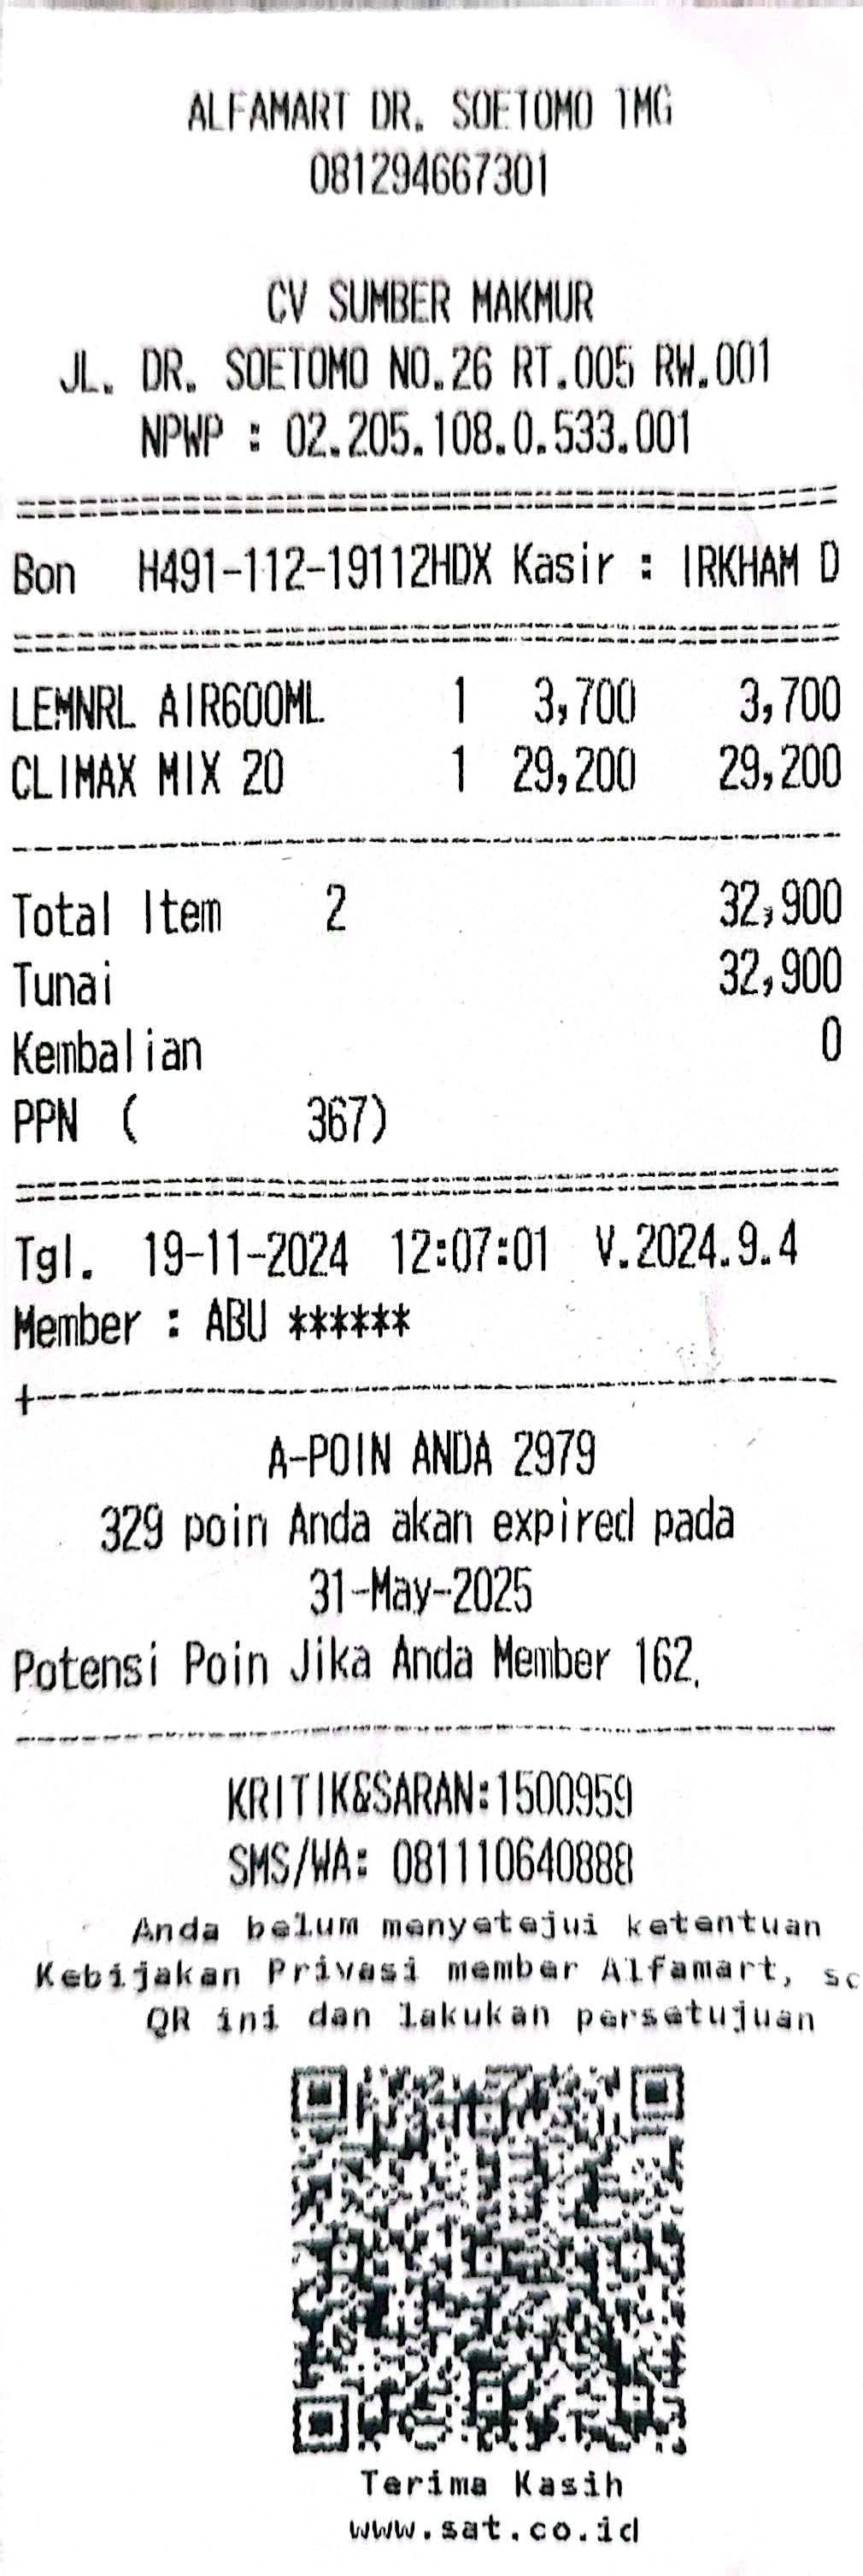 ALFAMART DR. SOETOMO TMG
081294667301
CV SUMBER MAKMUR
JL. DR. SOETOMO NO.26 RT.005 RW.001
NPWP : 02.205.108.0.533.001
Bon H491-112-19112HDX Kasir : IRKHAM D
LEMNRL AIR600ML 1 3,700 3,700
CLIMAX MIX 20 1 29,200 29,200
Total Item 2 32,900
Tunai 32,900
Kembalian 0
PPN ( 367)
Tgl. 19-11-2024 12:07:01 V.2024.9.4
Member : ABU ******
A-POIN ANDA 2979
329 poin Anda akan expired pada
31-May-2025
Potensi Poin Jika Anda Member 162.
KRITIK&SARAN:1500959
SMS/WA: 081110640888
Anda belum menyetejui ketentuan
Kebijakan Privasi member Alfamart, sc
QR ini dan lakukan persetujuan
Terima Kasih
www.sat.co.id